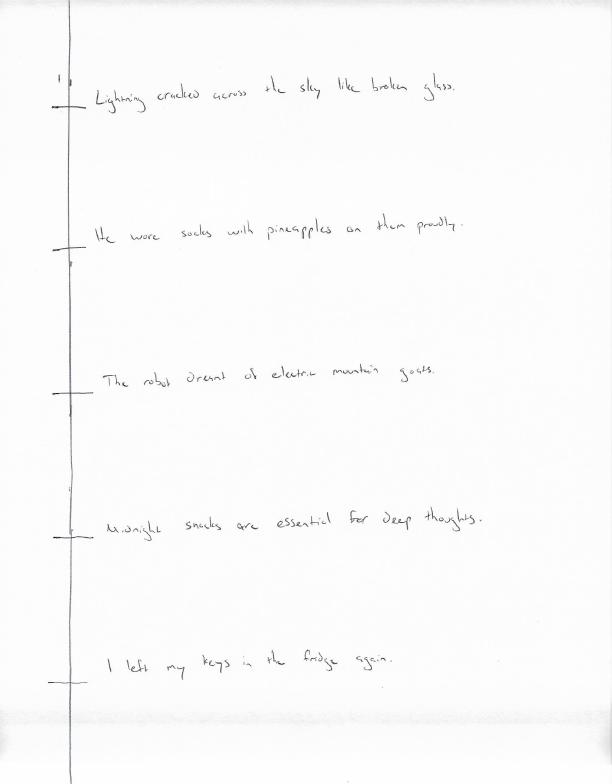 Lightning cracked across the sky like broken glass.
He wore socks with pineapples on them proudly.
The robot dreamt of electric mountain goats.
Midnight snacks are essential for deep thoughts.
I left my keys in the fridge again.